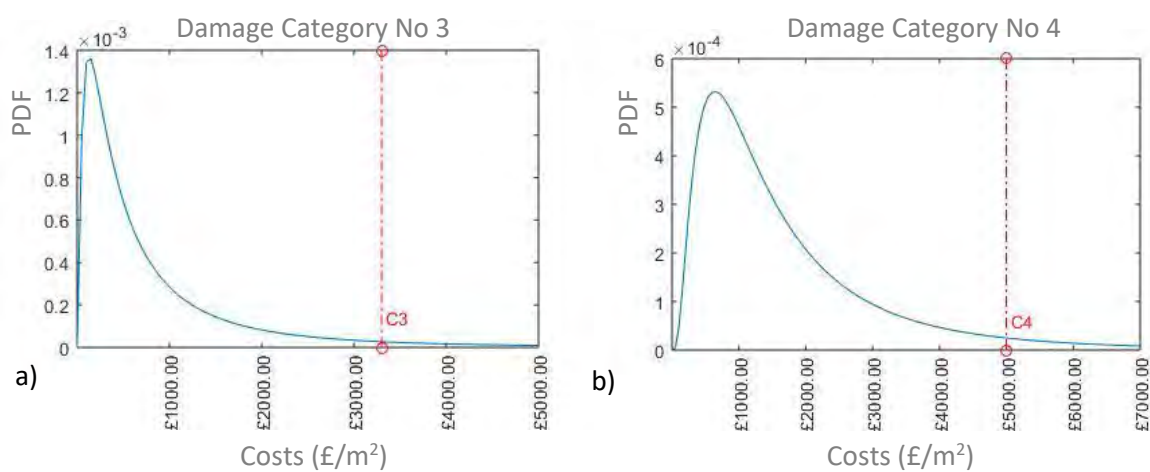 Damage Category No 3
×10-3
PDF
1.4
1.2
1
0.8
0.6
0.4
0.2
0
C3
£1000.00
£2000.00
£3000.00
£4000.00
£5000.00
a)
Costs (£/m²)
Damage Category No 4
×10-4
PDF
6
5
4
3
2
1
0
C4
£1000.00
£2000.00
£3000.00
£4000.00
£5000.00
£6000.00
£7000.00
b)
Costs (£/m²)